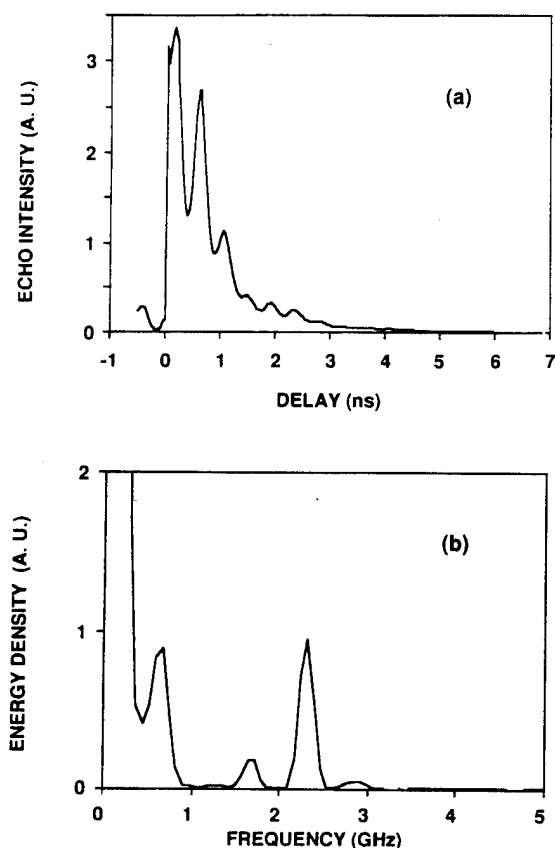 ECHO INTENSITY (A. U.)
3
2
1
0
(a)
-1 0 1 2 3 4 5 6 7
DELAY (ns)
ENERGY DENSITY (A. U.)
2
1
0
(b)
0 1 2 3 4 5
FREQUENCY (GHz)